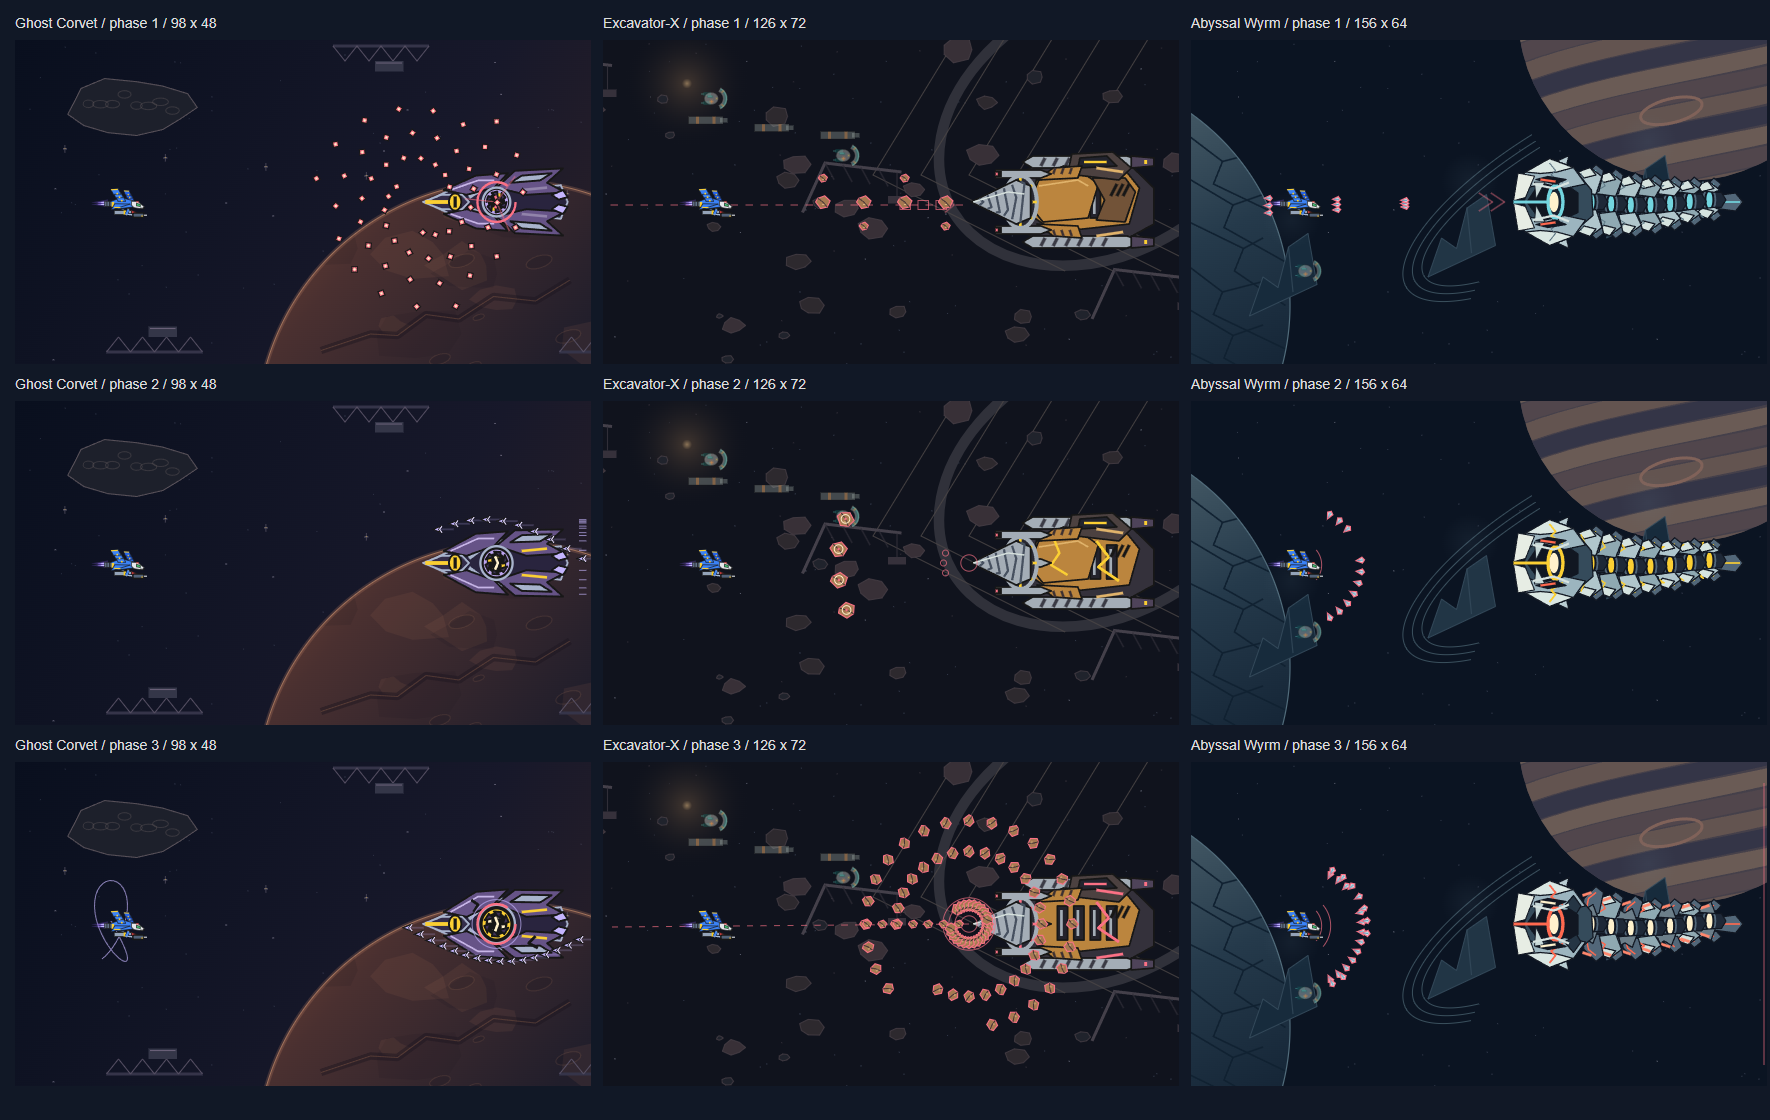 Ghost Corvet / phase 1 / 98 x 48
Excavator-X / phase 1 / 126 x 72
Abyssal Wyrm / phase 1 / 156 x 64
Ghost Corvet / phase 2 / 98 x 48
Excavator-X / phase 2 / 126 x 72
Abyssal Wyrm / phase 2 / 156 x 64
Ghost Corvet / phase 3 / 98 x 48
Excavator-X / phase 3 / 126 x 72
Abyssal Wyrm / phase 3 / 156 x 64